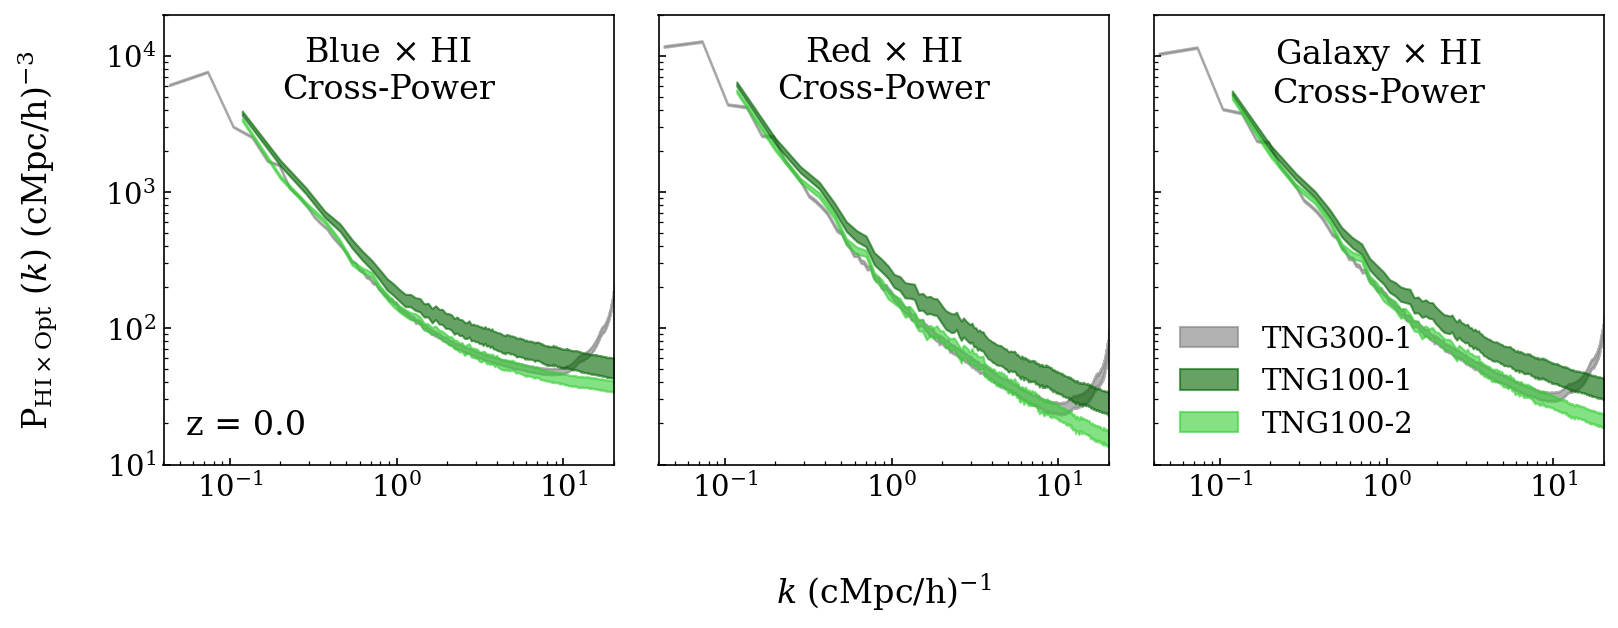 Blue × HI
Cross-Power
Red × HI
Cross-Power
Galaxy × HI
Cross-Power
P_{HI×Opt} (k) (cMpc/h)^{−3}
10^4
10^3
10^2
10^1
z = 0.0
TNG300-1
TNG100-1
TNG100-2
10^{−1} 10^0 10^1
10^{−1} 10^0 10^1
10^{−1} 10^0 10^1
k (cMpc/h)^{−1}